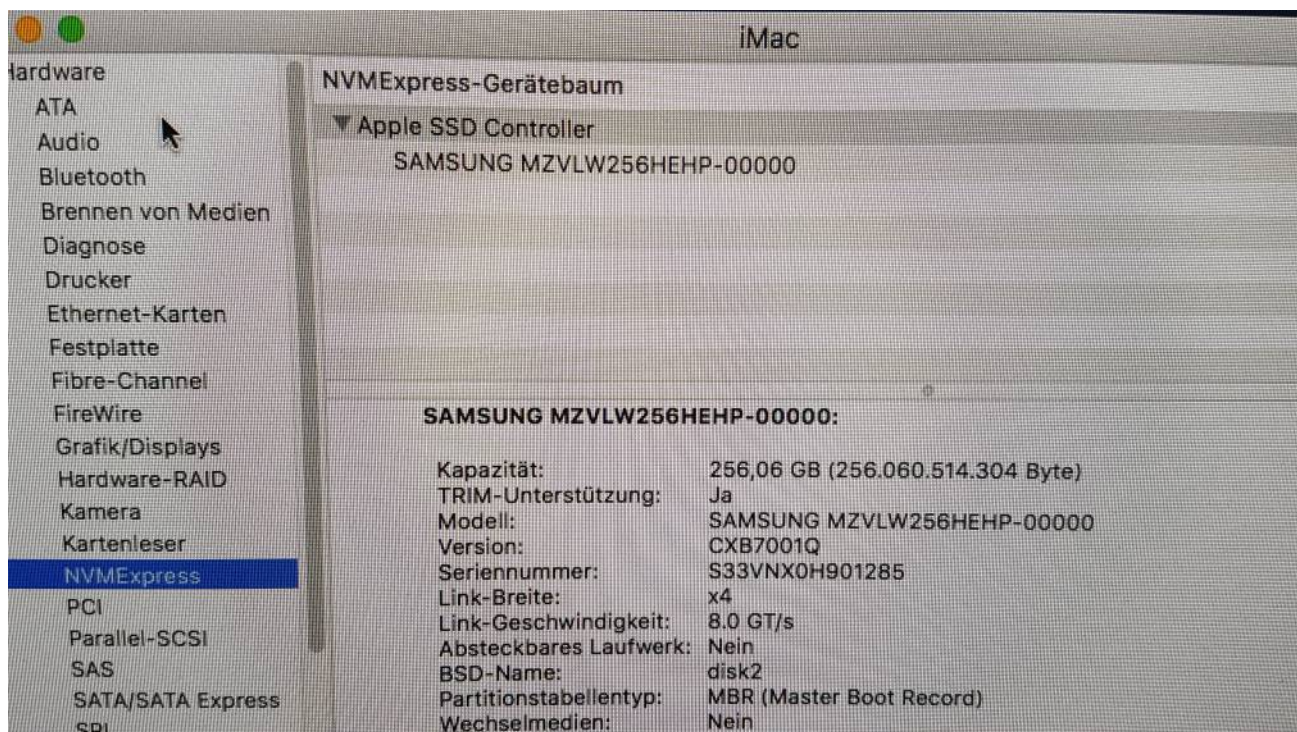 iMac
Hardware
ATA
Audio
Bluetooth
Brennen von Medien
Diagnose
Drucker
Ethernet-Karten
Festplatte
Fibre-Channel
FireWire
Grafik/Displays
Hardware-RAID
Kamera
Kartenleser
NVMExpress
PCI
Parallel-SCSI
SAS
SATA/SATA Express
SPI
NVMExpress-Gerätebaum
Apple SSD Controller
SAMSUNG MZVLW256HEHP-00000
SAMSUNG MZVLW256HEHP-00000:
Kapazität: 256,06 GB (256.060.514.304 Byte)
TRIM-Unterstützung: Ja
Modell: SAMSUNG MZVLW256HEHP-00000
Version: CXB7001Q
Seriennummer: S33VNX0H901285
Link-Breite: x4
Link-Geschwindigkeit: 8.0 GT/s
Absteckbares Laufwerk: Nein
BSD-Name: disk2
Partitionstabellentyp: MBR (Master Boot Record)
Wechselmedien: Nein